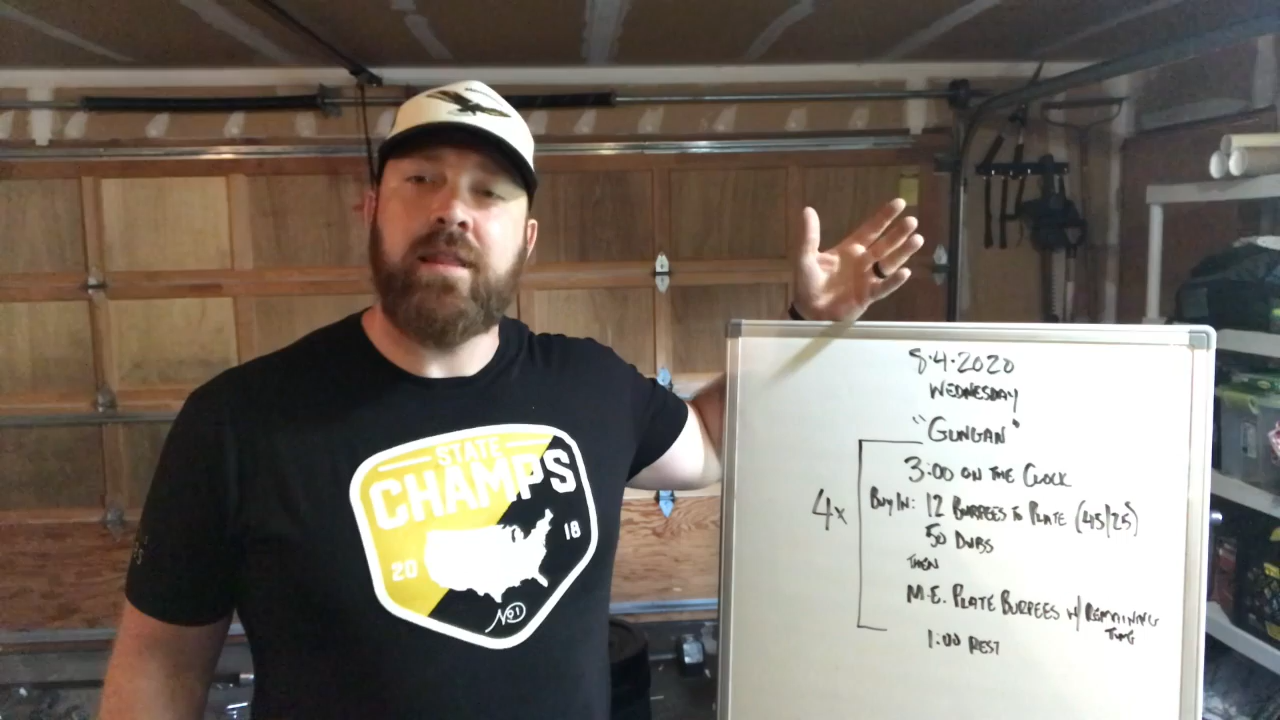 STATE
CHAMPS
20 18
No1
8.4.2020
WEDNESDAY
"GUNGAN"
3:00 ON THE CLOCK
4x
BUY IN: 12 BURPEES TO PLATE (45/25)
50 DUBS
THEN
M.E. PLATE BURPEES W/ REMAINING
TIME
1:00 REST